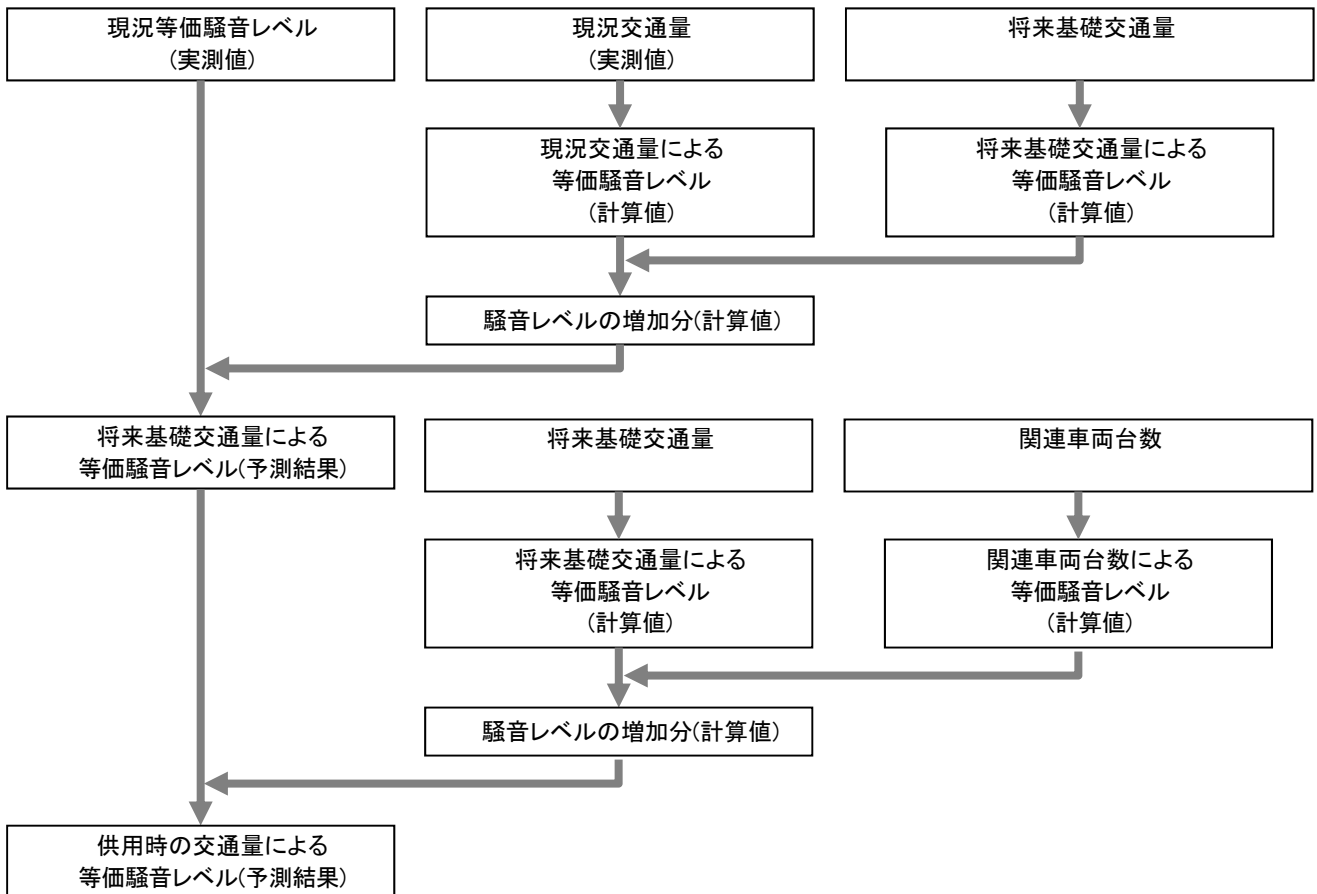 現況等価騒音レベル
(実測値)
現況交通量
(実測値)
将来基礎交通量
現況交通量による
等価騒音レベル
(計算値)
将来基礎交通量による
等価騒音レベル
(計算値)
騒音レベルの増加分(計算値)
将来基礎交通量による
等価騒音レベル(予測結果)
将来基礎交通量
関連車両台数
将来基礎交通量による
等価騒音レベル
(計算値)
関連車両台数による
等価騒音レベル
(計算値)
騒音レベルの増加分(計算値)
供用時の交通量による
等価騒音レベル(予測結果)